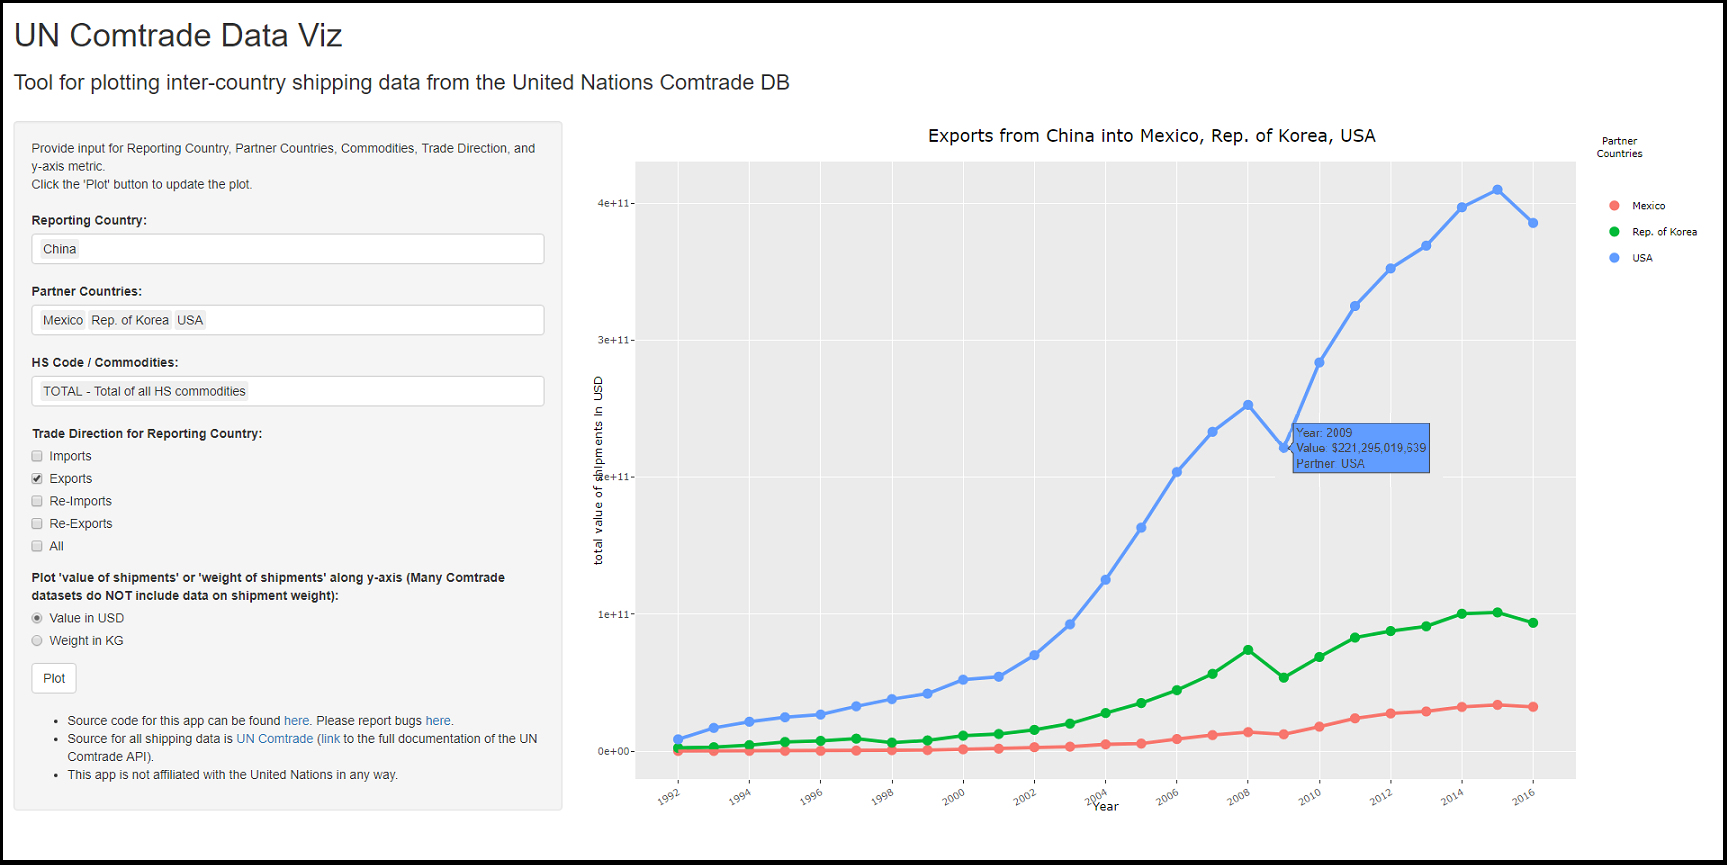 UN Comtrade Data Viz
Tool for plotting inter-country shipping data from the United Nations Comtrade DB
Provide input for Reporting Country, Partner Countries, Commodities, Trade Direction, and
y-axis metric.
Click the 'Plot' button to update the plot.
Reporting Country:
China
Partner Countries:
Mexico Rep. of Korea USA
HS Code / Commodities:
TOTAL - Total of all HS commodities
Trade Direction for Reporting Country:
Imports
Exports
Re-Imports
Re-Exports
All
Plot 'value of shipments' or 'weight of shipments' along y-axis (Many Comtrade
datasets do NOT include data on shipment weight):
Value in USD
Weight in KG
Plot
Source code for this app can be found here. Please report bugs here.
Source for all shipping data is UN Comtrade (link to the full documentation of the UN
Comtrade API).
This app is not affiliated with the United Nations in any way.
Exports from China into Mexico, Rep. of Korea, USA
total value of shipments in USD
4e+11
3e+11
2e+11
1e+11
0e+00
Year: 2009
Value: $221,295,019,639
Partner: USA
1992 1994 1996 1998 2000 2002 2004 2006 2008 2010 2012 2014 2016
Year
Partner
Countries
Mexico
Rep. of Korea
USA